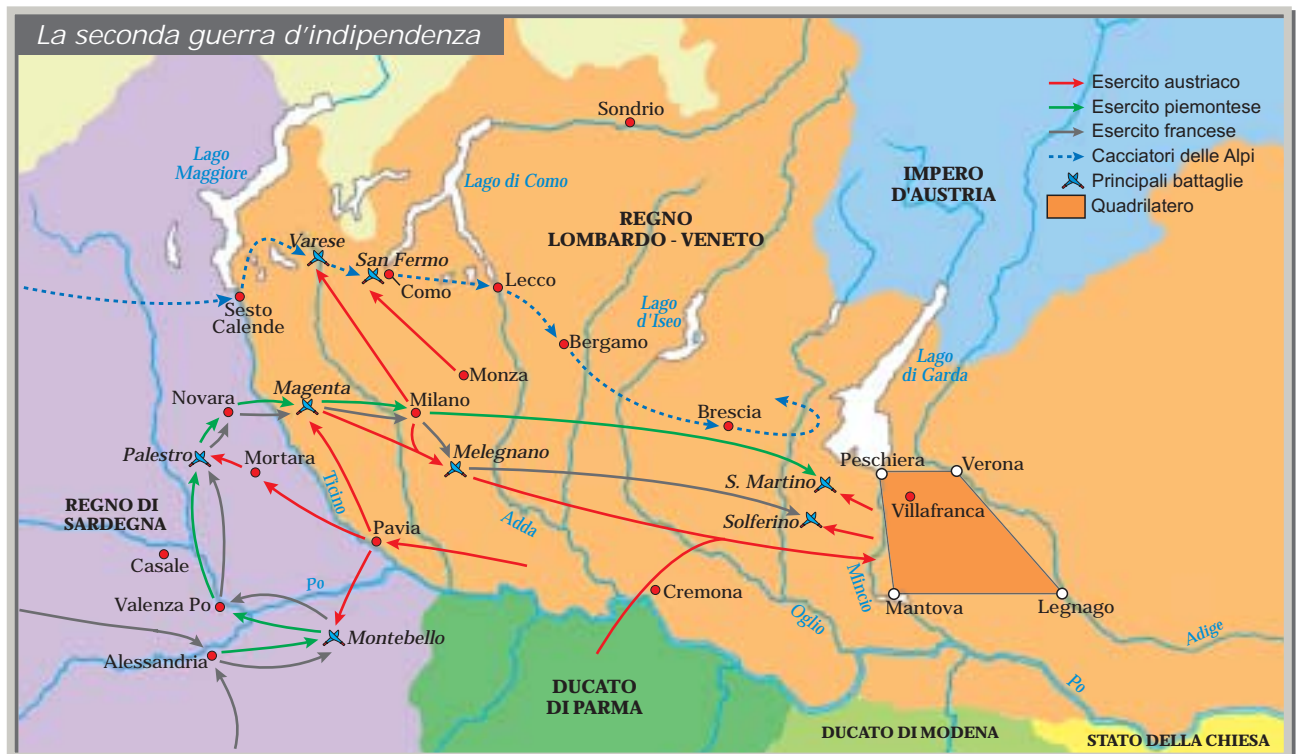 La seconda guerra d'indipendenza
Esercito austriaco
Esercito piemontese
Esercito francese
Cacciatori delle Alpi
Principali battaglie
Quadrilatero
Sondrio
Lago
Maggiore
Lago di Como
IMPERO
D'AUSTRIA
REGNO
LOMBARDO - VENETO
Varese
San Fermo
Como
Lecco
Sesto
Calende
Lago
d'Iseo
Bergamo
Lago
di Garda
Monza
Magenta
Novara
Milano
Brescia
Palestro
Mortara
Melegnano
Peschiera
Verona
S. Martino
Villafranca
Ticino
REGNO DI
SARDEGNA
Solferino
Adda
Pavia
Casale
Po
Mincio
Valenza Po
Cremona
Mantova
Legnago
Oglio
Montebello
Adige
Alessandria
DUCATO
DI PARMA
Po
DUCATO DI MODENA
STATO DELLA CHIESA